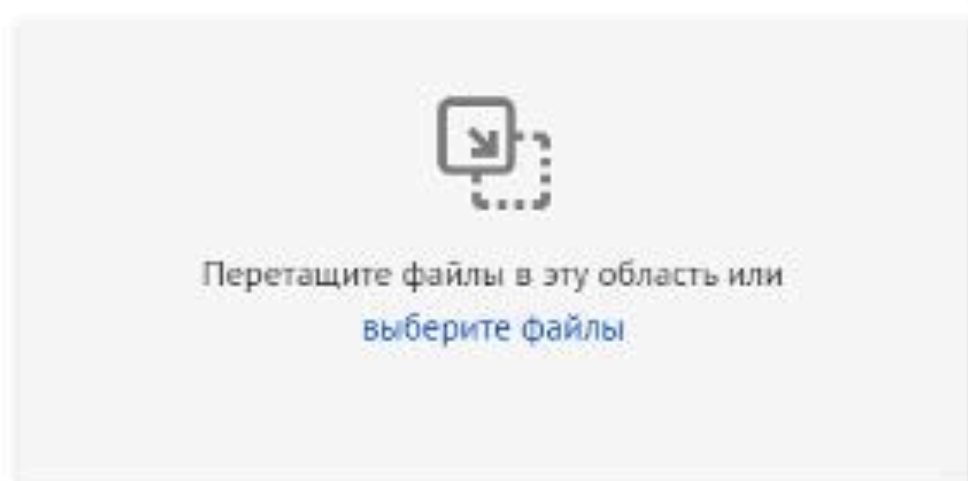 Перетащите файлы в эту область или
выберите файлы